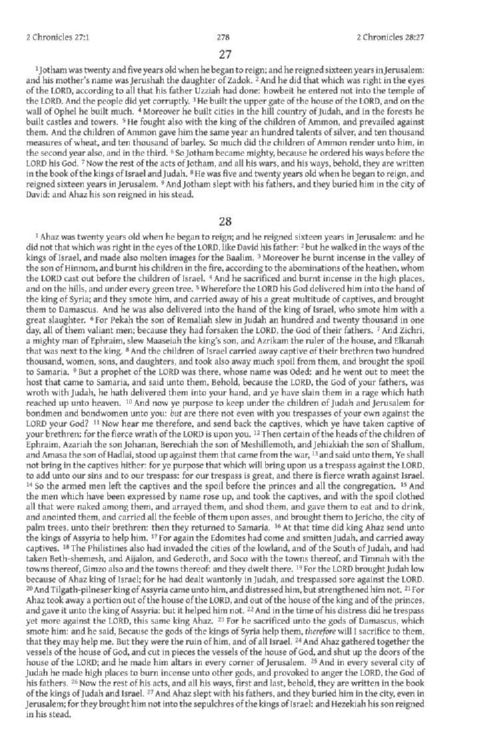 2 Chronicles 27:1 278 2 Chronicles 28:27
27
1 Jotham was twenty and five years old when he began to reign; and he reigned sixteen years in Jerusalem:
and his mother's name was Jerushah the daughter of Zadok. 2 And he did that which was right in the eyes
of the LORD, according to all that his father Uzziah had done: howbeit he entered not into the temple of
the LORD. And the people did yet corruptly. 3 He built the upper gate of the house of the LORD, and on the
wall of Ophel he built much. 4 Moreover he built cities in the hill country of Judah, and in the forests he
built castles and towers. 5 He fought also with the king of the children of Ammon, and prevailed against
them. And the children of Ammon gave him the same year an hundred talents of silver, and ten thousand
measures of wheat, and ten thousand of barley. So much did the children of Ammon render unto him, in
the second year also, and in the third. 6 So Jotham became mighty, because he ordered his ways before the
LORD his God. 7 Now the rest of the acts of Jotham, and all his wars, and his ways, behold, they are written
in the book of the kings of Israel and Judah. 8 He was five and twenty years old when he began to reign, and
reigned sixteen years in Jerusalem. 9 And Jotham slept with his fathers, and they buried him in the city of
David: and Ahaz his son reigned in his stead.
28
1 Ahaz was twenty years old when he began to reign; and he reigned sixteen years in Jerusalem: and he
did not that which was right in the eyes of the LORD, like David his father: 2 but he walked in the ways of the
kings of Israel, and made also molten images for the Baalim. 3 Moreover he burnt incense in the valley of
the son of Hinnom, and burnt his children in the fire, according to the abominations of the heathen, whom
the LORD cast out before the children of Israel. 4 And he sacrificed and burnt incense in the high places,
and on the hills, and under every green tree. 5 Wherefore the LORD his God delivered him into the hand of
the king of Syria; and they smote him, and carried away of his a great multitude of captives, and brought
them to Damascus. And he was also delivered into the hand of the king of Israel, who smote him with a
great slaughter. 6 For Pekah the son of Remaliah slew in Judah an hundred and twenty thousand in one
day, all of them valiant men; because they had forsaken the LORD, the God of their fathers. 7 And Zichri,
a mighty man of Ephraim, slew Maaseiah the king's son, and Azrikam the ruler of the house, and Elkanah
that was next to the king. 8 And the children of Israel carried away captive of their brethren two hundred
thousand, women, sons, and daughters, and took also away much spoil from them, and brought the spoil
to Samaria. 9 But a prophet of the LORD was there, whose name was Oded: and he went out to meet the
host that came to Samaria, and said unto them, Behold, because the LORD, the God of your fathers, was
wroth with Judah, he hath delivered them into your hand, and ye have slain them in a rage which hath
reached up unto heaven. 10 And now ye purpose to keep under the children of Judah and Jerusalem for
bondmen and bondwomen unto you: but are there not even with you trespasses of your own against the
LORD your God? 11 Now hear me therefore, and send back the captives, which ye have taken captive of
your brethren: for the fierce wrath of the LORD is upon you. 12 Then certain of the heads of the children of
Ephraim, Azariah the son of Johanan, Berechiah the son of Meshillemoth, and Jehizkiah the son of Shallum,
and Amasa the son of Hadlai, stood up against them that came from the war, 13 and said unto them, Ye shall
not bring in the captives hither: for ye purpose that which will bring upon us a trespass against the LORD,
to add unto our sins and to our trespass: for our trespass is great, and there is fierce wrath against Israel.
14 So the armed men left the captives and the spoil before the princes and all the congregation. 15 And
the men which have been expressed by name rose up, and took the captives, and with the spoil clothed
all that were naked among them, and arrayed them, and shod them, and gave them to eat and to drink,
and anointed them, and carried all the feeble of them upon asses, and brought them to Jericho, the city of
palm trees, unto their brethren: then they returned to Samaria. 16 At that time did king Ahaz send unto
the kings of Assyria to help him. 17 For again the Edomites had come and smitten Judah, and carried away
captives. 18 The Philistines also had invaded the cities of the lowland, and of the South of Judah, and had
taken Beth-shemesh, and Aijalon, and Gederoth, and Soco with the towns thereof, and Timnah with the
towns thereof, Gimzo also and the towns thereof: and they dwelt there. 19 For the LORD brought Judah low
because of Ahaz king of Israel; for he had dealt wantonly in Judah, and trespassed sore against the LORD.
20 And Tilgath-pilneser king of Assyria came unto him, and distressed him, but strengthened him not. 21 For
Ahaz took away a portion out of the house of the LORD, and out of the house of the king and of the princes,
and gave it unto the king of Assyria: but it helped him not. 22 And in the time of his distress did he trespass
yet more against the LORD, this same king Ahaz. 23 For he sacrificed unto the gods of Damascus, which
smote him: and he said, Because the gods of the kings of Syria help them, therefore will I sacrifice to them,
that they may help me. But they were the ruin of him, and of all Israel. 24 And Ahaz gathered together the
vessels of the house of God, and cut in pieces the vessels of the house of God, and shut up the doors of the
house of the LORD; and he made him altars in every corner of Jerusalem. 25 And in every several city of
Judah he made high places to burn incense unto other gods, and provoked to anger the LORD, the God of
his fathers. 26 Now the rest of his acts, and all his ways, first and last, behold, they are written in the book
of the kings of Judah and Israel. 27 And Ahaz slept with his fathers, and they buried him in the city, even in
Jerusalem; for they brought him not into the sepulchres of the kings of Israel: and Hezekiah his son reigned
in his stead.